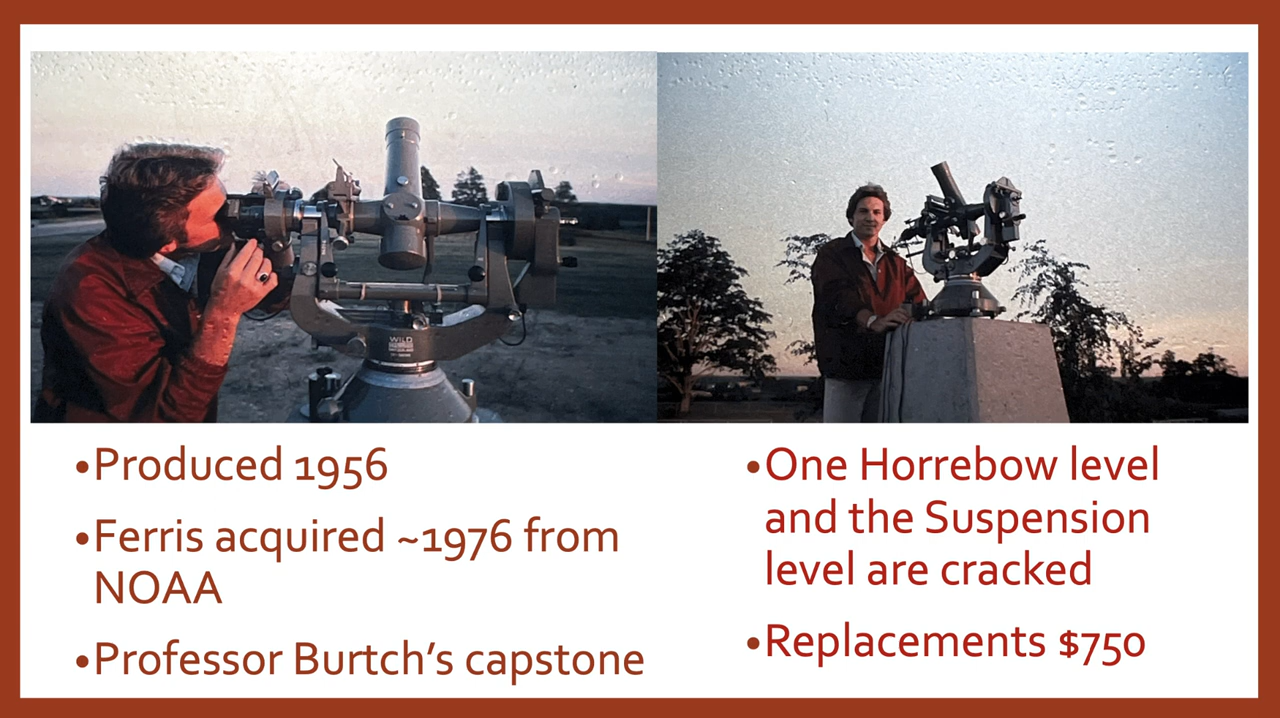 WILD
•Produced 1956
•Ferris acquired ~1976 from
NOAA
•Professor Burtch's capstone
•One Horrebow level
and the Suspension
level are cracked
•Replacements $750